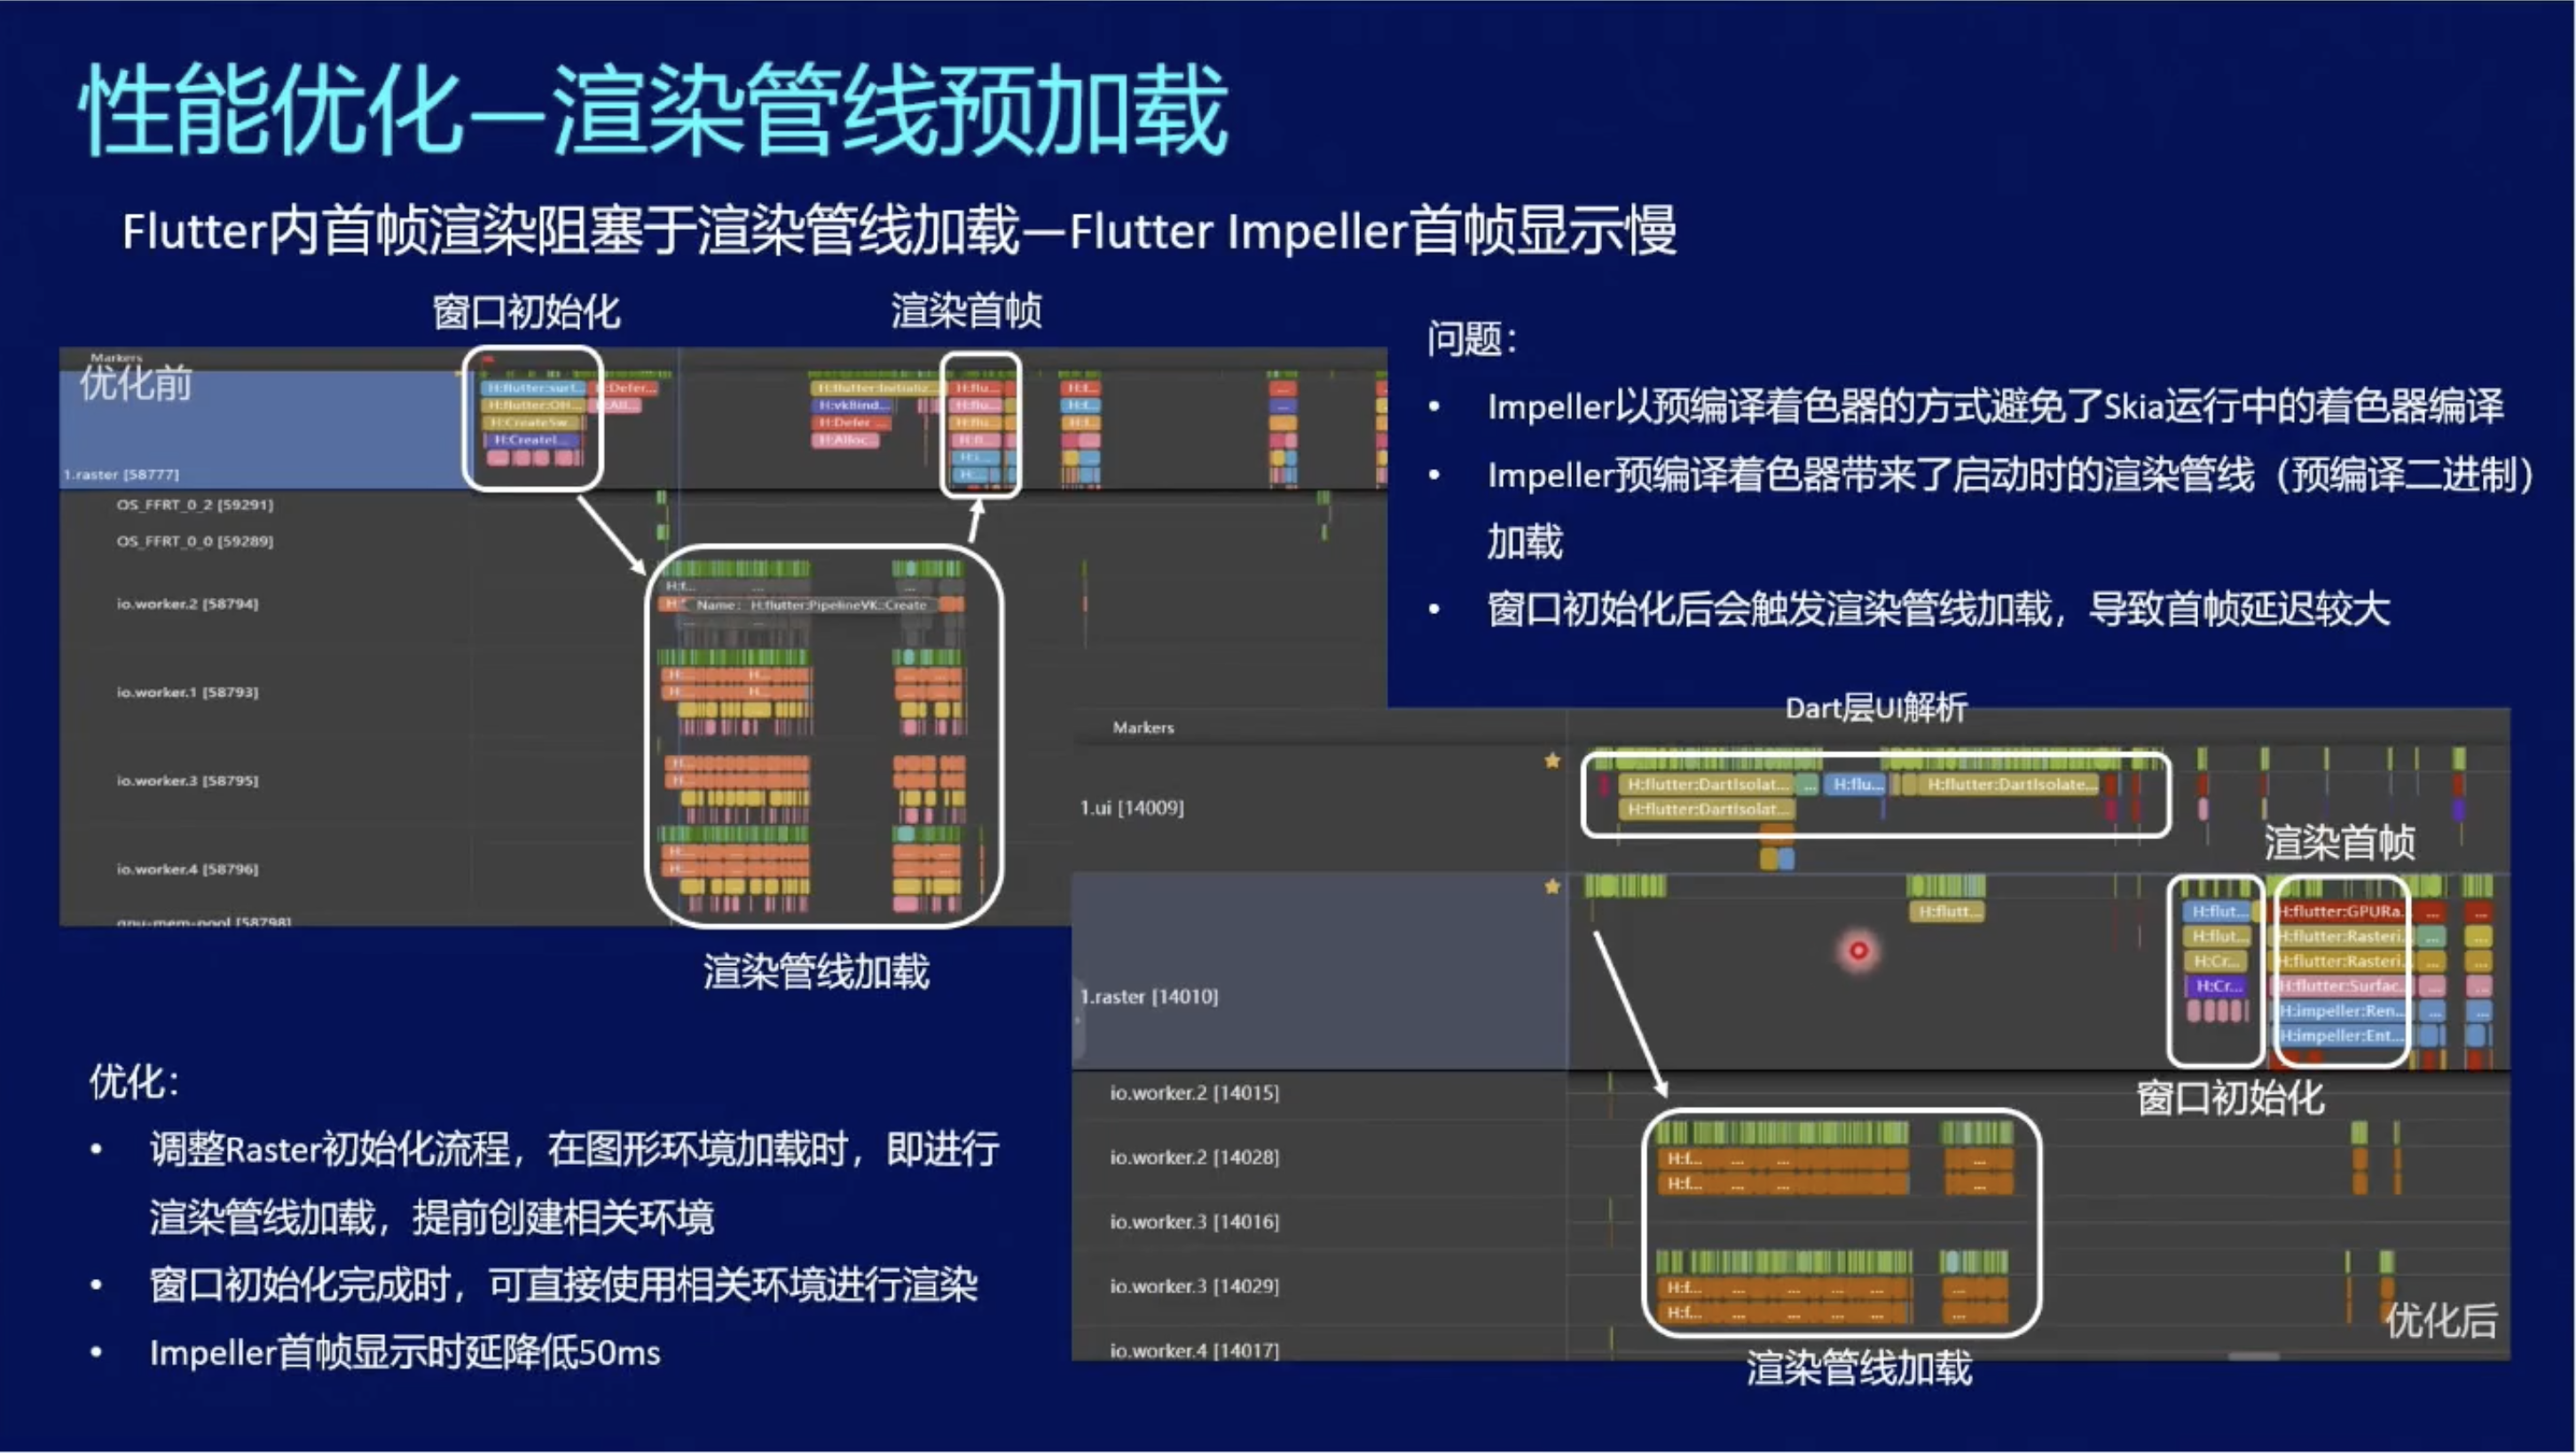 性能优化—渲染管线预加载
Flutter内首帧渲染阻塞于渲染管线加载—Flutter Impeller首帧显示慢
窗口初始化
渲染首帧
Markers
优化前
1.raster [58777]
H:flutter:surf...
H:Defer...
H:flutter:Initializ...
H:flu...
H:f...
...
H:flutter:OH...
H:All...
H:vkBind...
H:flu...
H:f...
...
H:CreateSw...
H:Defer...
H:flu...
H:CreateI...
H:Alloc...
H:fl...
H:i...
H:...
OS_FFRT_0_2 [59291]
OS_FFRT_0_0 [59289]
io.worker.2 [58794]
H:f...
Name: H:flutter:PipelineVK::Create
io.worker.1 [58793]
io.worker.3 [58795]
io.worker.4 [58796]
gpu-mem-pool [58798]
渲染管线加载
问题：
• Impeller以预编译着色器的方式避免了Skia运行中的着色器编译
• Impeller预编译着色器带来了启动时的渲染管线（预编译二进制）
加载
• 窗口初始化后会触发渲染管线加载，导致首帧延迟较大
Dart层UI解析
Markers
1.ui [14009]
H:flutter:DartIsolat...
...
H:flu...
H:flutter:DartIsolate...
H:flutter:DartIsolat...
渲染首帧
1.raster [14010]
H:flutt...
H:flut...
H:flutter:GPURa...
...
...
H:flut...
H:flutter:Rasteri...
...
...
H:Cr...
H:flutter:Rasteri...
...
...
H:Cr...
H:flutter:Surfac...
...
...
H:impeller:Ren...
...
...
H:impeller:Ent...
窗口初始化
io.worker.2 [14015]
io.worker.2 [14028]
H:f... ... ... ...
H:f... ... ... ...
io.worker.3 [14016]
io.worker.3 [14029]
H:f... ... ... ... ... ...
H:f... ... ... ... ... ...
io.worker.4 [14017]
优化后
渲染管线加载
优化：
• 调整Raster初始化流程，在图形环境加载时，即进行
渲染管线加载，提前创建相关环境
• 窗口初始化完成时，可直接使用相关环境进行渲染
• Impeller首帧显示时延降低50ms